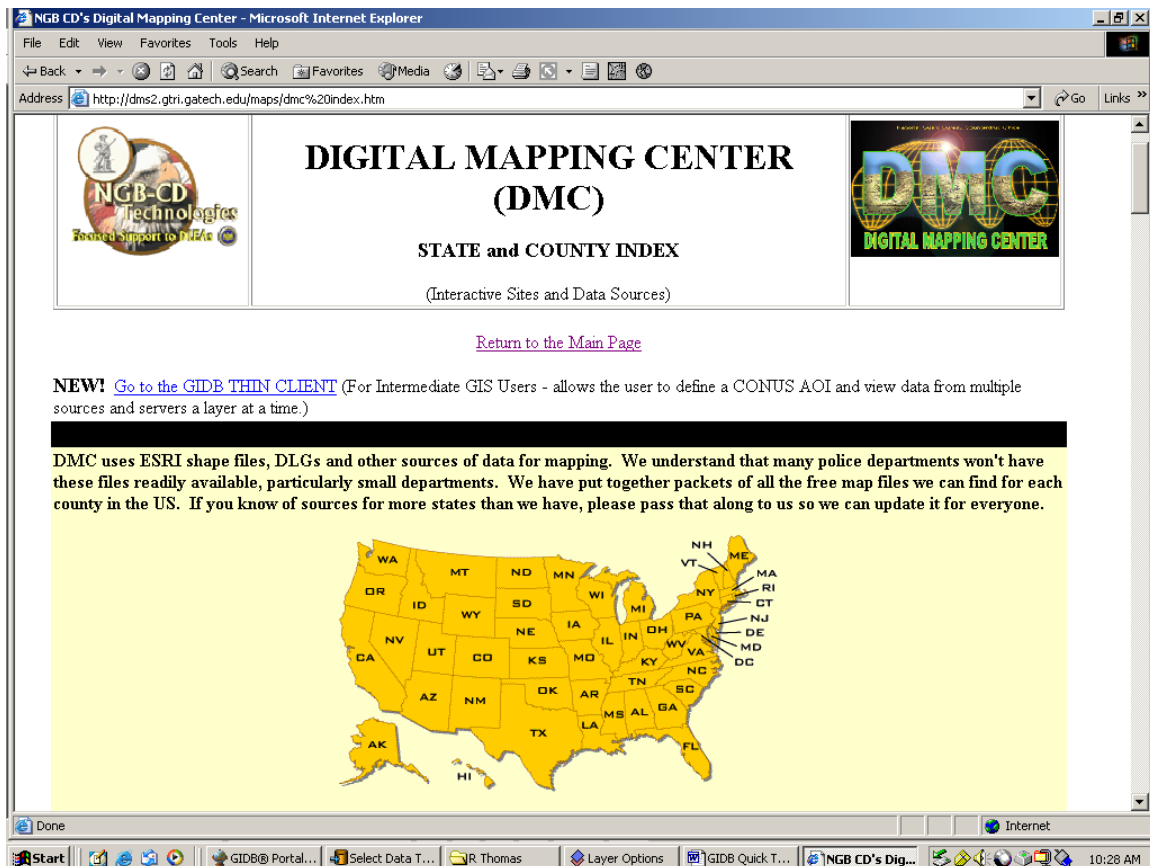 NGB CD's Digital Mapping Center - Microsoft Internet Explorer
File Edit View Favorites Tools Help
Back Search Favorites Media
Address http://dms2.gtri.gatech.edu/maps/dmc%20index.htm Go Links »
NGB-CD
Technologies
Focused Support to DLEAs
DIGITAL MAPPING CENTER
(DMC)
STATE and COUNTY INDEX
(Interactive Sites and Data Sources)
DMC
DIGITAL MAPPING CENTER
Return to the Main Page
NEW! Go to the GIDB THIN CLIENT (For Intermediate GIS Users - allows the user to define a CONUS AOI and view data from multiple
sources and servers a layer at a time.)
DMC uses ESRI shape files, DLGs and other sources of data for mapping. We understand that many police departments won't have
these files readily available, particularly small departments. We have put together packets of all the free map files we can find for each
county in the US. If you know of sources for more states than we have, please pass that along to us so we can update it for everyone.
NH
WA MT ND MN VT ME
MA
OR ID WY SD WI MI NY RI
CT
PA NJ
NV UT CO NE IA IL IN OH DE
WV VA MD
CA KS MO KY DC
NC
AZ NM OK AR TN SC
MS AL GA
TX LA
AK FL
HI
Done Internet
Start GIDB® Portal... Select Data T... R Thomas Layer Options GIDB Quick T... NGB CD's Dig... 10:28 AM